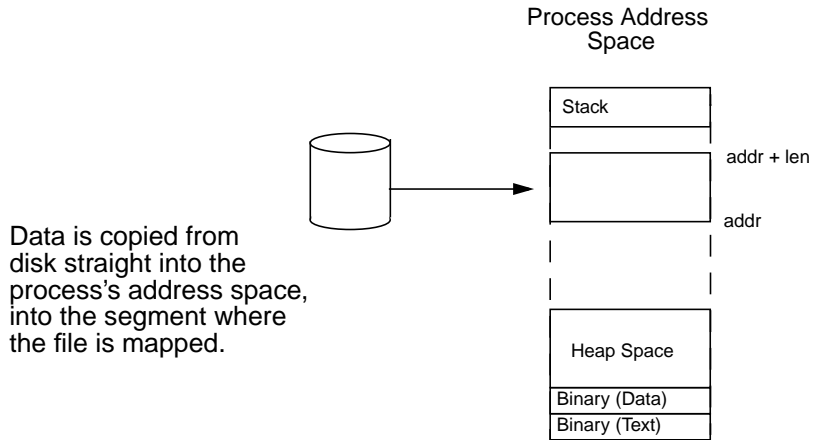 Process Address
Space
Stack
addr + len
addr
Data is copied from
disk straight into the
process's address space,
into the segment where
the file is mapped.
Heap Space
Binary (Data)
Binary (Text)